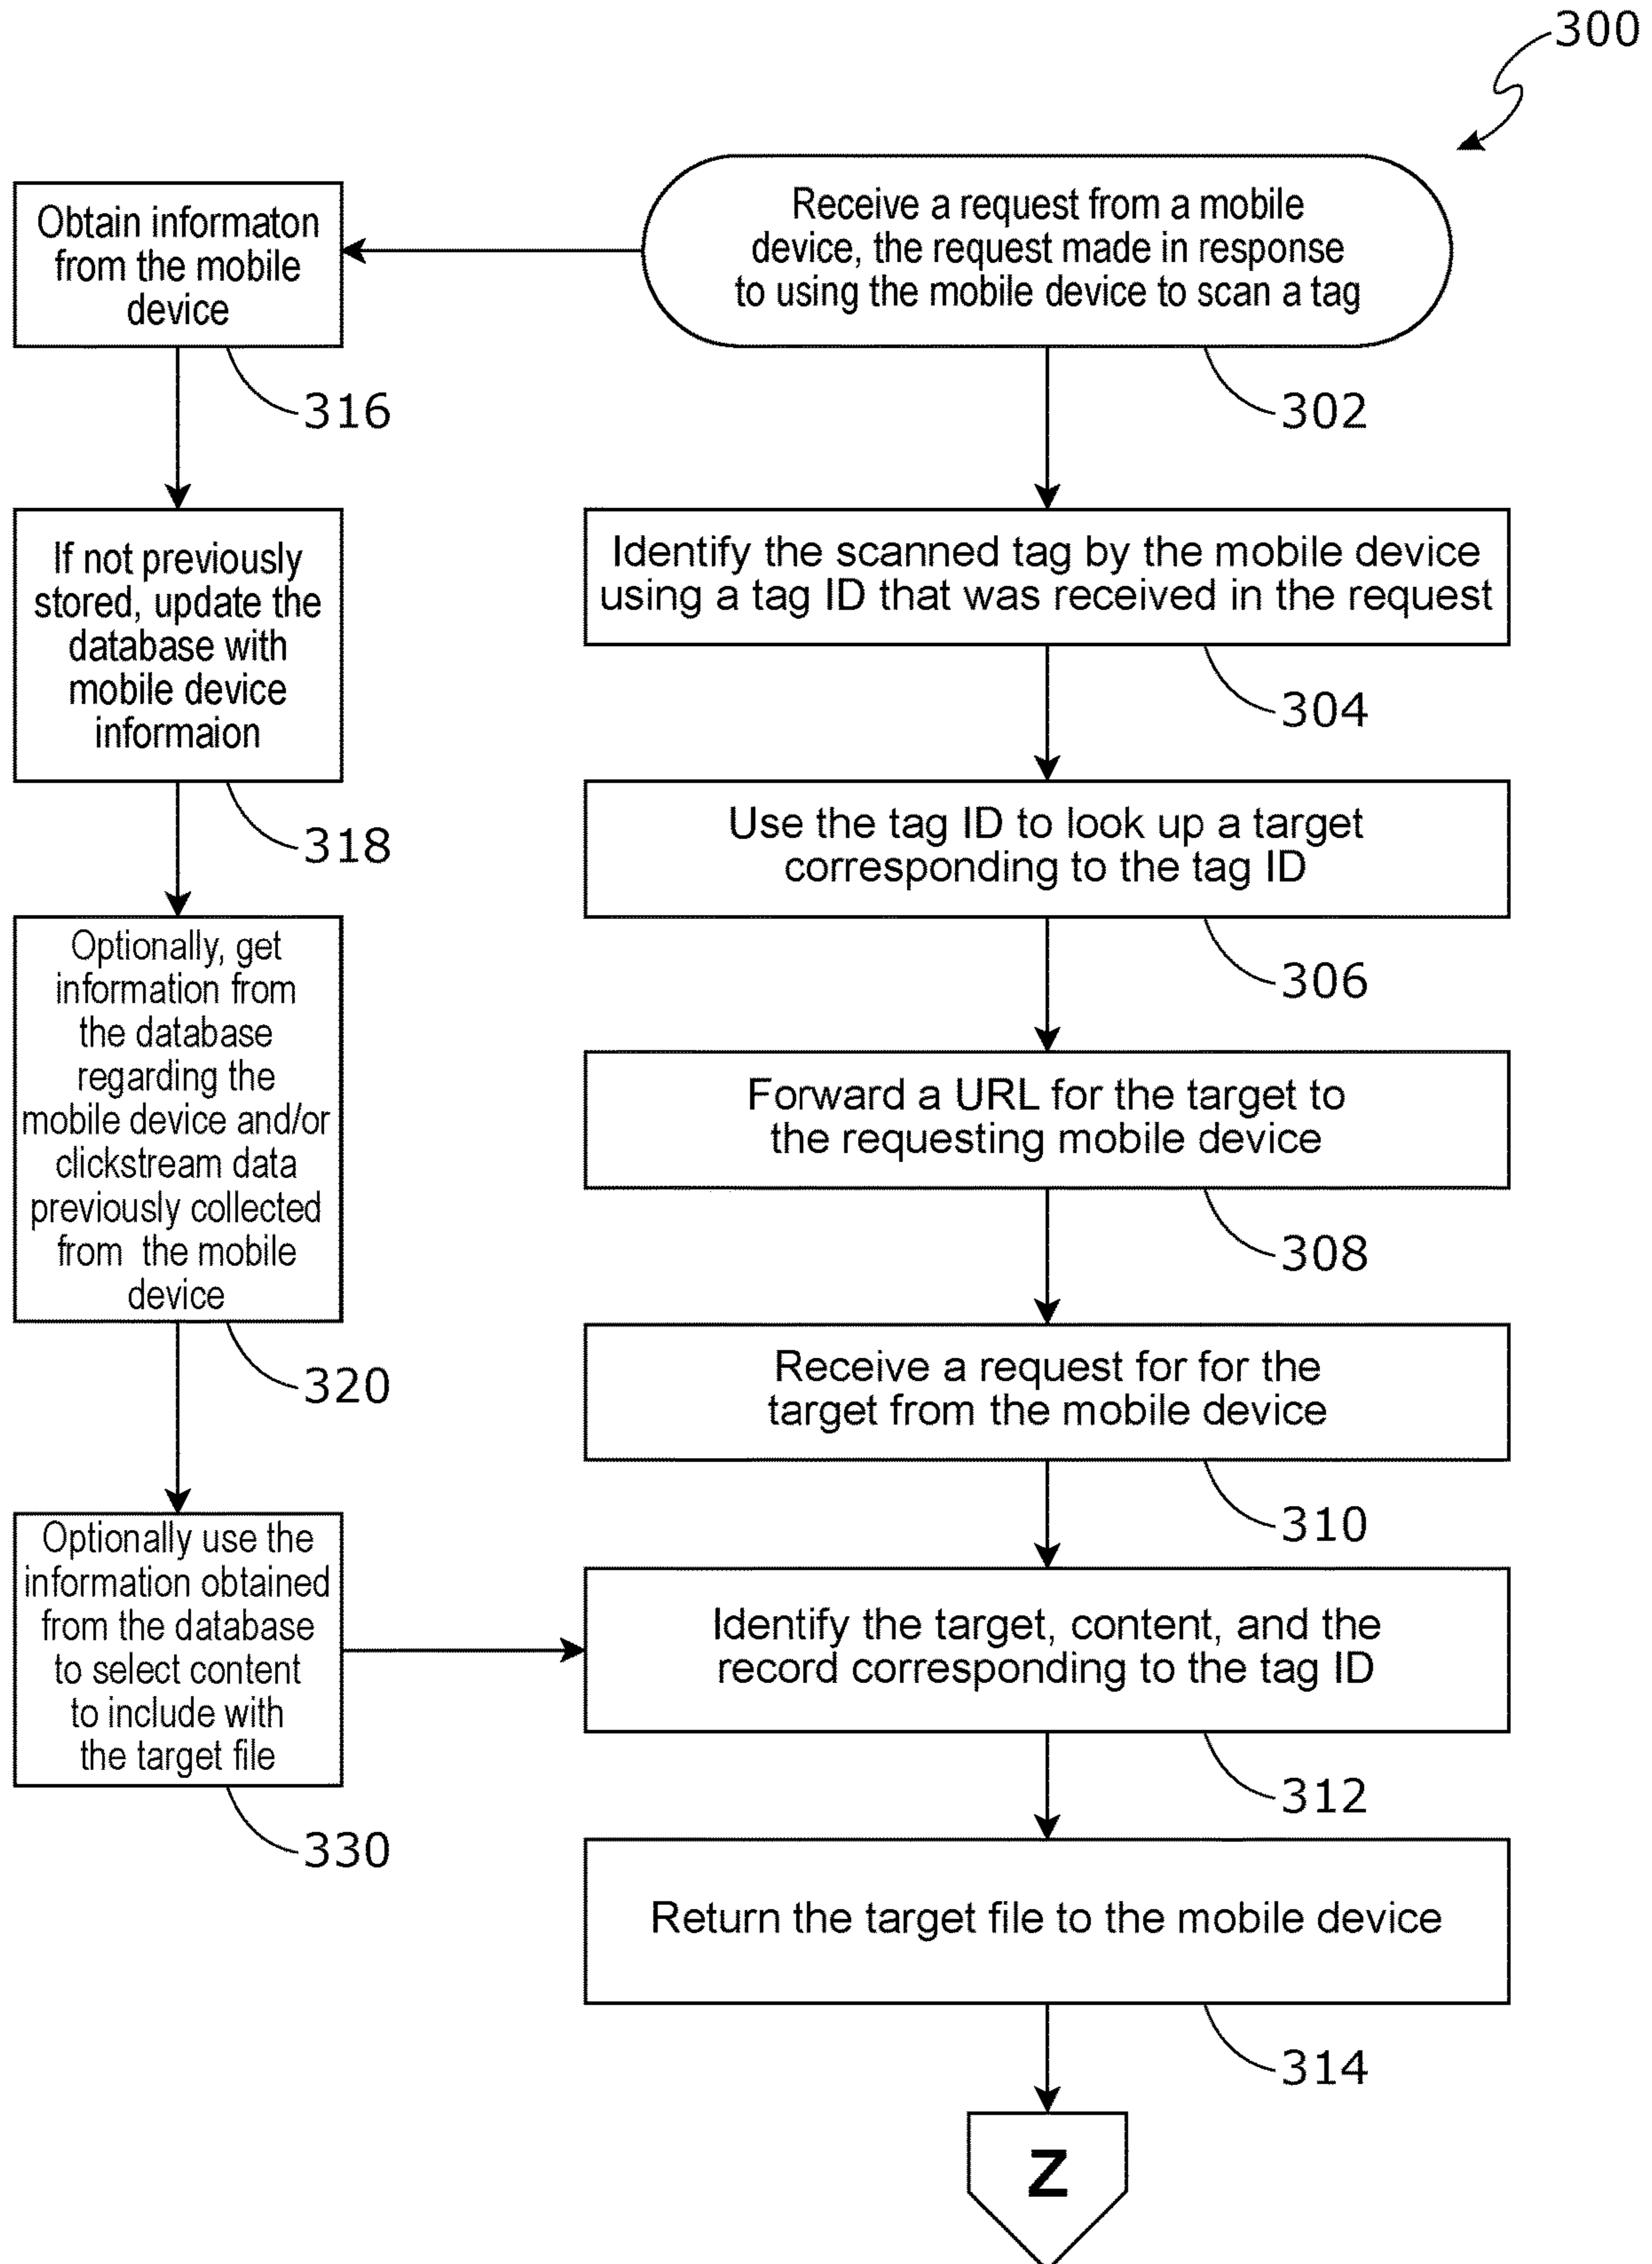 300
Receive a request from a mobile
device, the request made in response
to using the mobile device to scan a tag
302
Obtain informaton
from the mobile
device
316
Identify the scanned tag by the mobile device
using a tag ID that was received in the request
304
If not previously
stored, update the
database with
mobile device
informaion
318
Use the tag ID to look up a target
corresponding to the tag ID
306
Optionally, get
information from
the database
regarding the
mobile device and/or
clickstream data
previously collected
from the mobile
device
320
Forward a URL for the target to
the requesting mobile device
308
Receive a request for for the
target from the mobile device
310
Optionally use the
information obtained
from the database
to select content
to include with
the target file
330
Identify the target, content, and the
record corresponding to the tag ID
312
Return the target file to the mobile device
314
Z